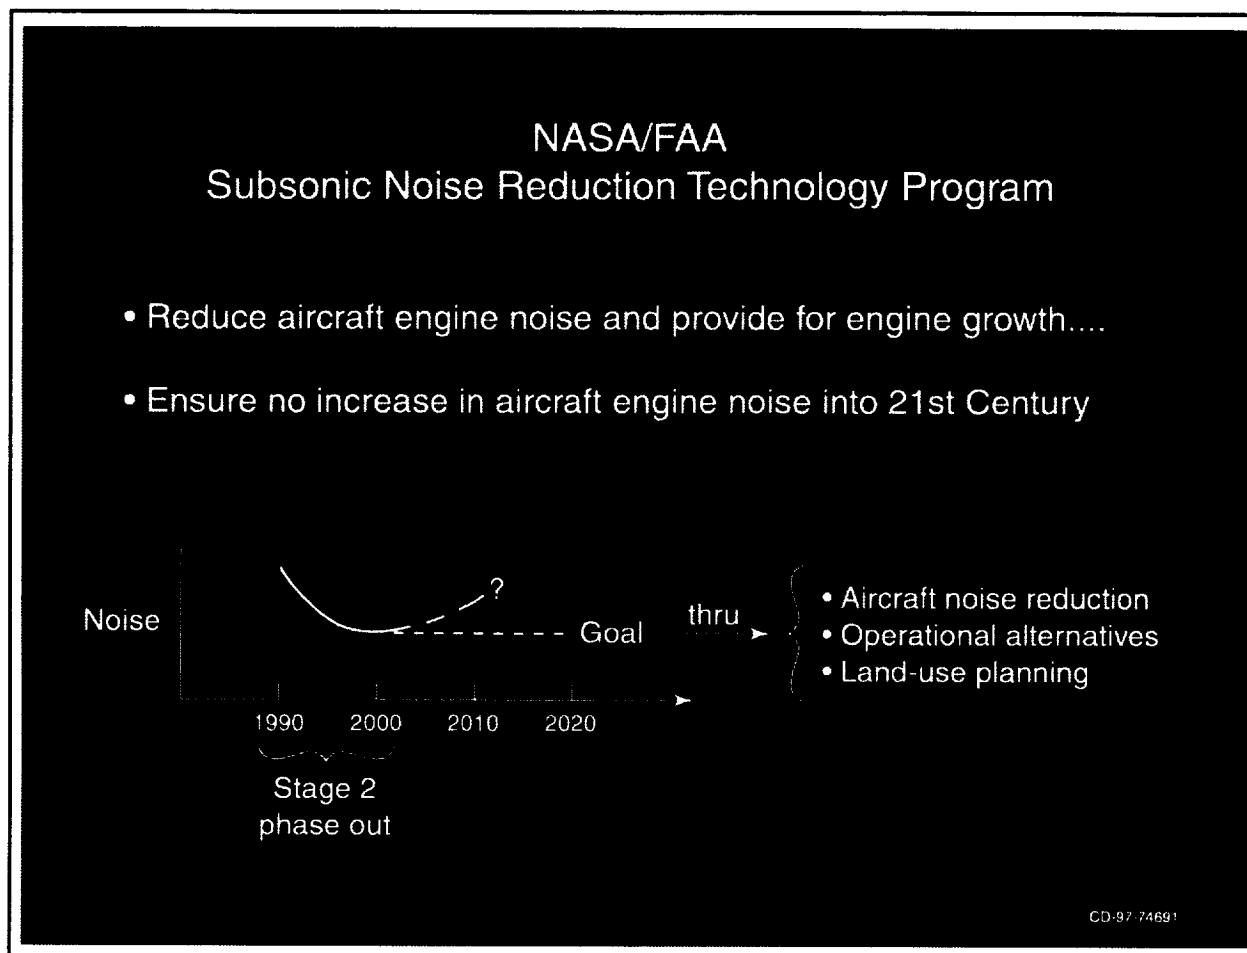 NASA/FAA
Subsonic Noise Reduction Technology Program
• Reduce aircraft engine noise and provide for engine growth....
• Ensure no increase in aircraft engine noise into 21st Century
Noise
?
Goal
thru
• Aircraft noise reduction
• Operational alternatives
• Land-use planning
1990 2000 2010 2020
Stage 2
phase out
CD-97-74691